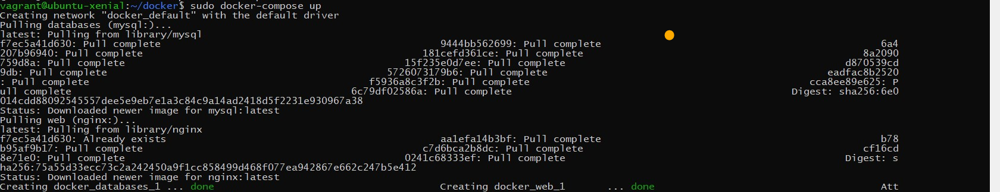 vagrant@ubuntu-xenial:~/docker$ sudo docker-compose up
Creating network "docker_default" with the default driver
Pulling databases (mysql:)...
latest: Pulling from library/mysql
f7ec5a41d630: Pull complete 9444bb562699: Pull complete 6a4
207b96940: Pull complete 181cefd361ce: Pull complete 8a2090
759d8a: Pull complete 15f235e0d7ee: Pull complete d870539cd
9db: Pull complete 5726073179b6: Pull complete eadfac8b2520
: Pull complete f5936a8c3f2b: Pull complete cca8ee89e625: P
ull complete 6c79df02586a: Pull complete Digest: sha256:6e0
014cdd88092545557dee5e9eb7e1a3c84c9a14ad2418d5f2231e930967a38
Status: Downloaded newer image for mysql:latest
Pulling web (nginx:)...
latest: Pulling from library/nginx
f7ec5a41d630: Already exists aa1efa14b3bf: Pull complete b78
b95af9b17: Pull complete c7d6bca2b8dc: Pull complete cf16cd
8e71e0: Pull complete 0241c68333ef: Pull complete Digest: s
ha256:75a55d33ecc73c2a242450a9f1cc858499d468f077ea942867e662c247b5e412
Status: Downloaded newer image for nginx:latest
Creating docker_databases_1 ... done Creating docker_web_1 ... done Att